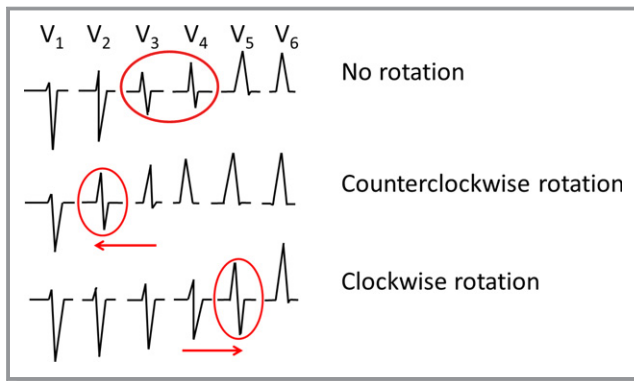 V1 V2 V3 V4 V5 V6
No rotation
Counterclockwise rotation
Clockwise rotation